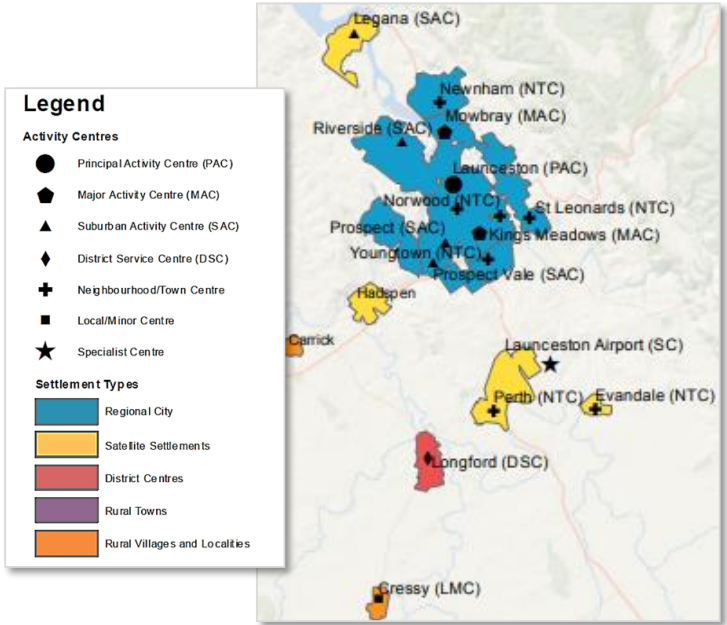 Legend
Activity Centres
Principal Activity Centre (PAC)
Major Activity Centre (MAC)
Suburban Activity Centre (SAC)
District Service Centre (DSC)
Neighbourhood/Town Centre
Local/Minor Centre
Specialist Centre
Settlement Types
Regional City
Satellite Settlements
District Centres
Rural Towns
Rural Villages and Localities
Legana (SAC)
Newnham (NTC)
Mowbray (MAC)
Riverside (SAC)
Launceston (PAC)
Norwood (NTC)
St Leonards (NTC)
Prospect (SAC)
Kings Meadows (MAC)
Youngtown (NTC)
Prospect Vale (SAC)
Hadspen
Carrick
Launceston Airport (SC)
Perth (NTC)
Evandale (NTC)
Longford (DSC)
Cressy (LMC)